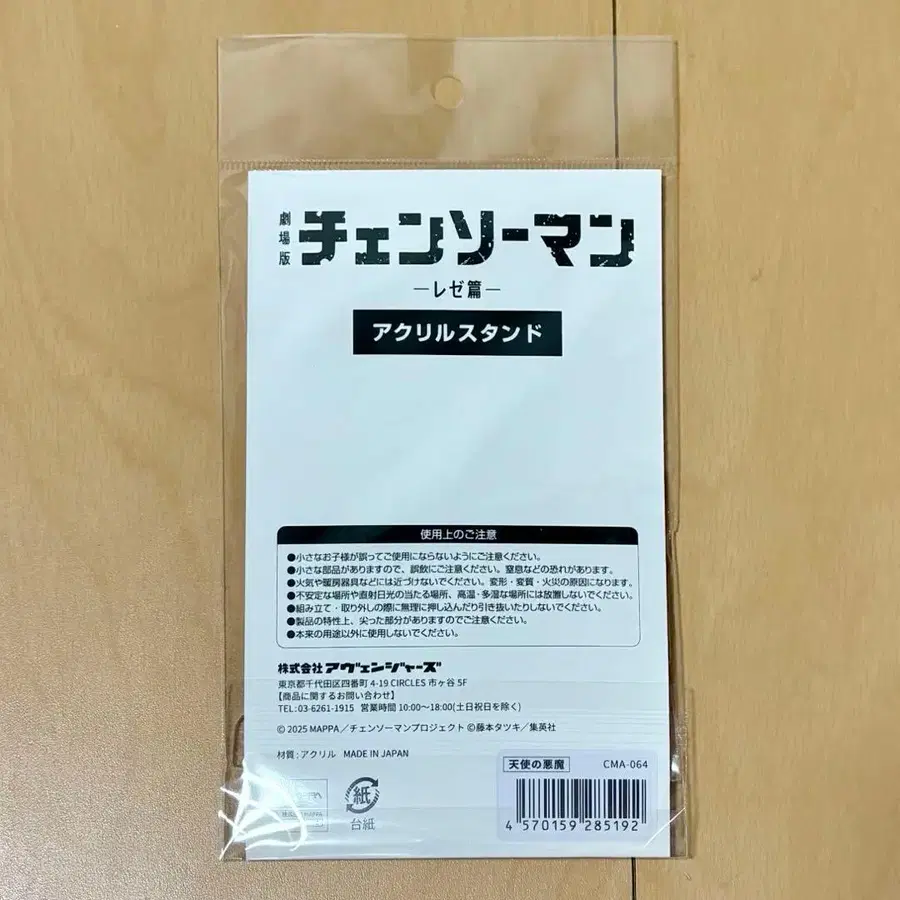 劇場版 チェンソーマン
―レゼ篇―
アクリルスタンド
使用上のご注意
●小さなお子様が誤ってご使用にならないようにご注意ください。
●小さな部品がありますので、誤飲にご注意ください。窒息などの恐れがあります。
●火気や暖房器具などには近づけないでください。変形・変質・火災の原因になります。
●不安定な場所や直射日光の当たる場所、高温・多湿な場所には放置しないでください。
●組み立て・取り外しの際に無理に押し込んだり引き抜いたりしないでください。
●製品の特性上、尖った部分がありますのでご注意ください。
●本来の用途以外に使用しないでください。
株式会社アヴェンジャーズ
東京都千代田区四番町 4-19 CIRCLES 市ヶ谷 5F
【商品に関するお問い合わせ】
TEL:03-6261-1915 営業時間 10:00〜18:00(土日祝日を除く)
© 2025 MAPPA／チェンソーマンプロジェクト ©藤本タツキ／集英社
材質：アクリル MADE IN JAPAN
紙
台紙
天使の悪魔 CMA-064
4 570159 285192